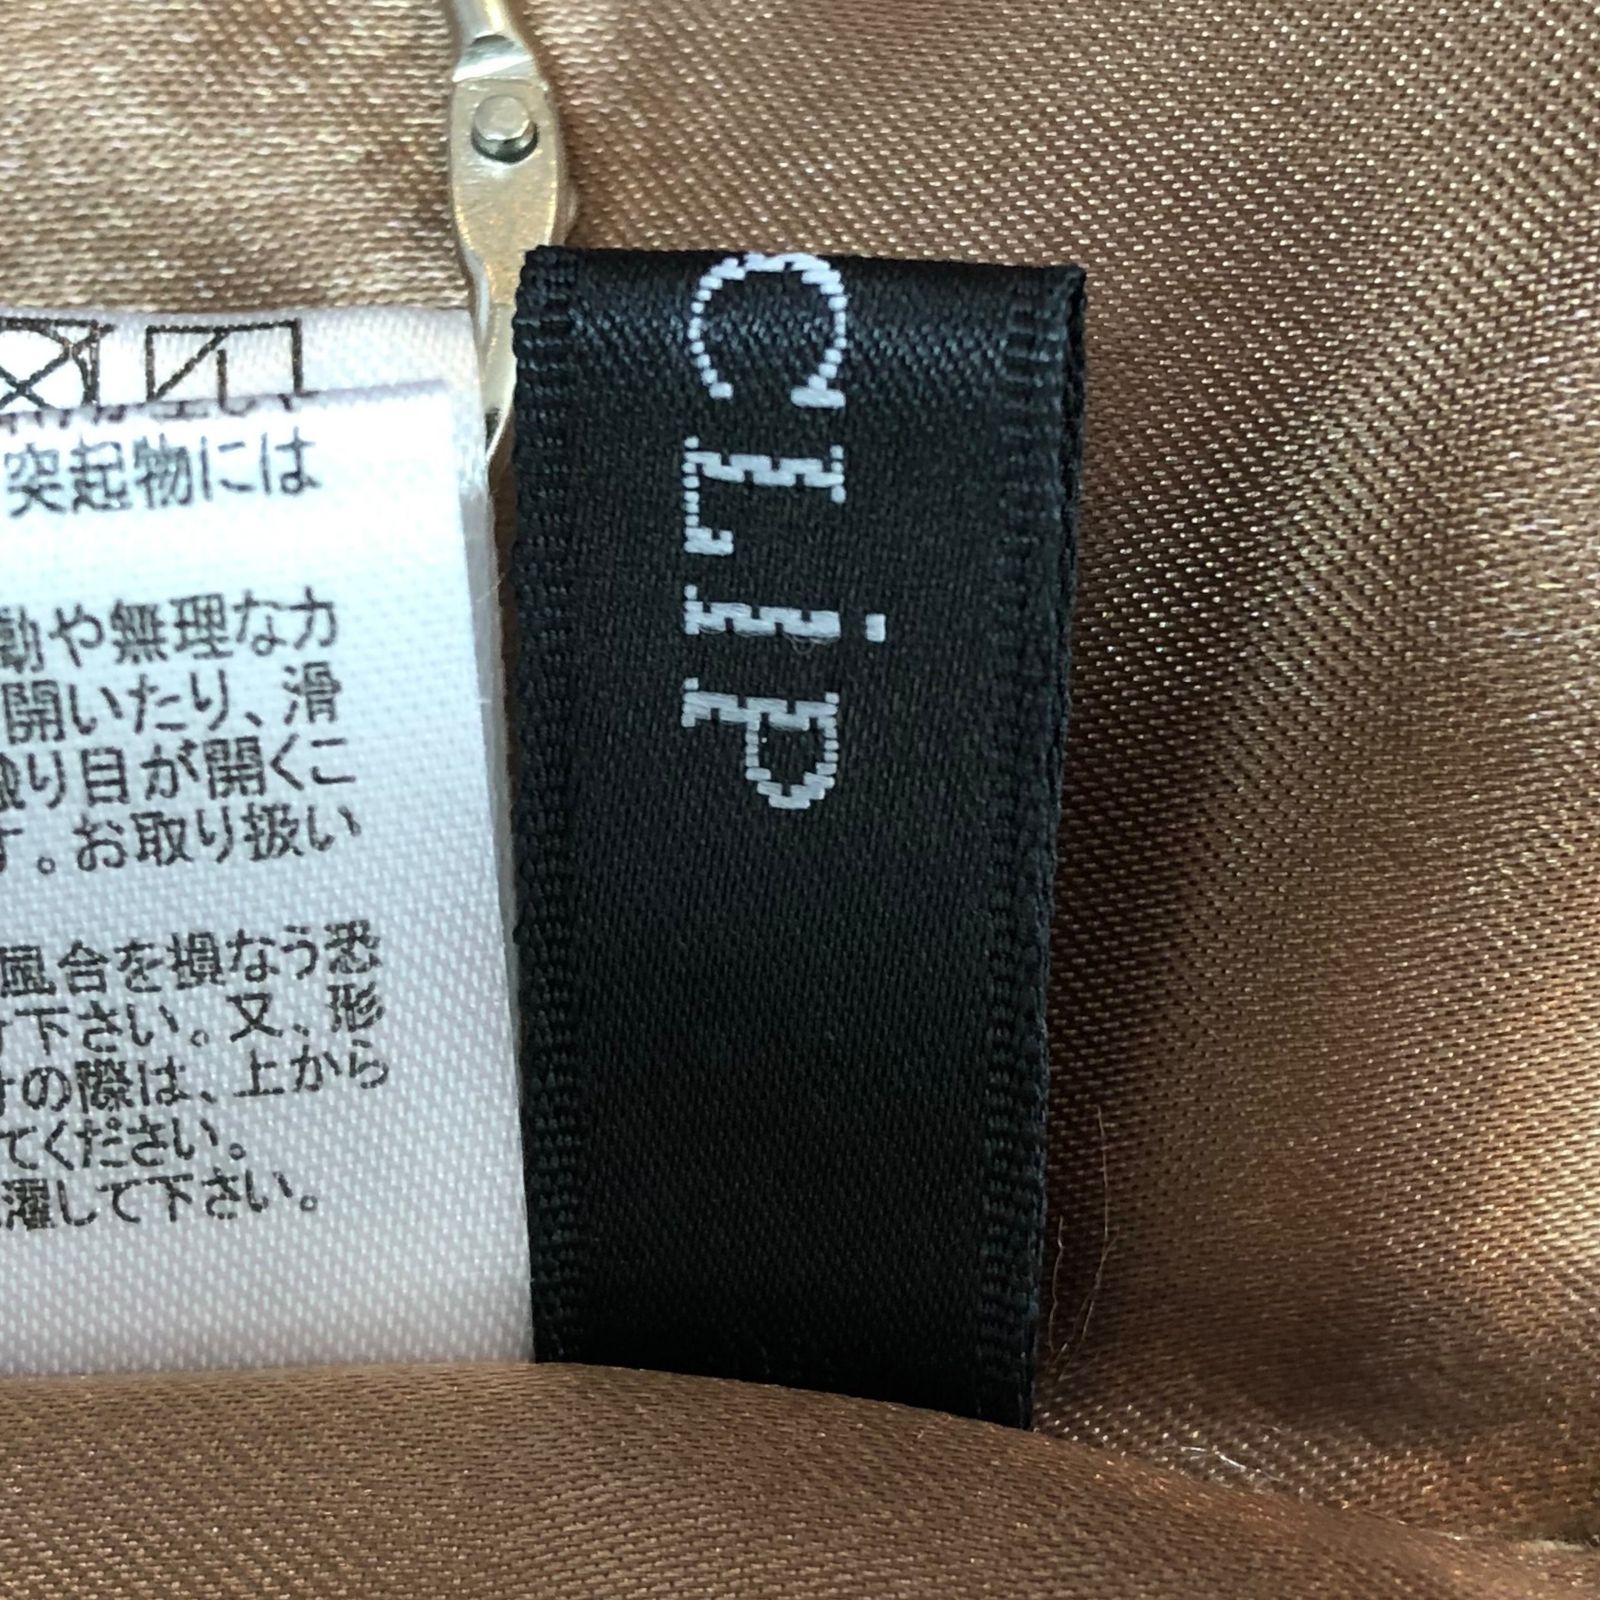 突起物には
動や無理な力
開いたり、滑
り目が開くこ
す。お取り扱い
風合を損なう恐
下さい。又、形
の際は、上から
てください。
濯して下さい。
CLiP